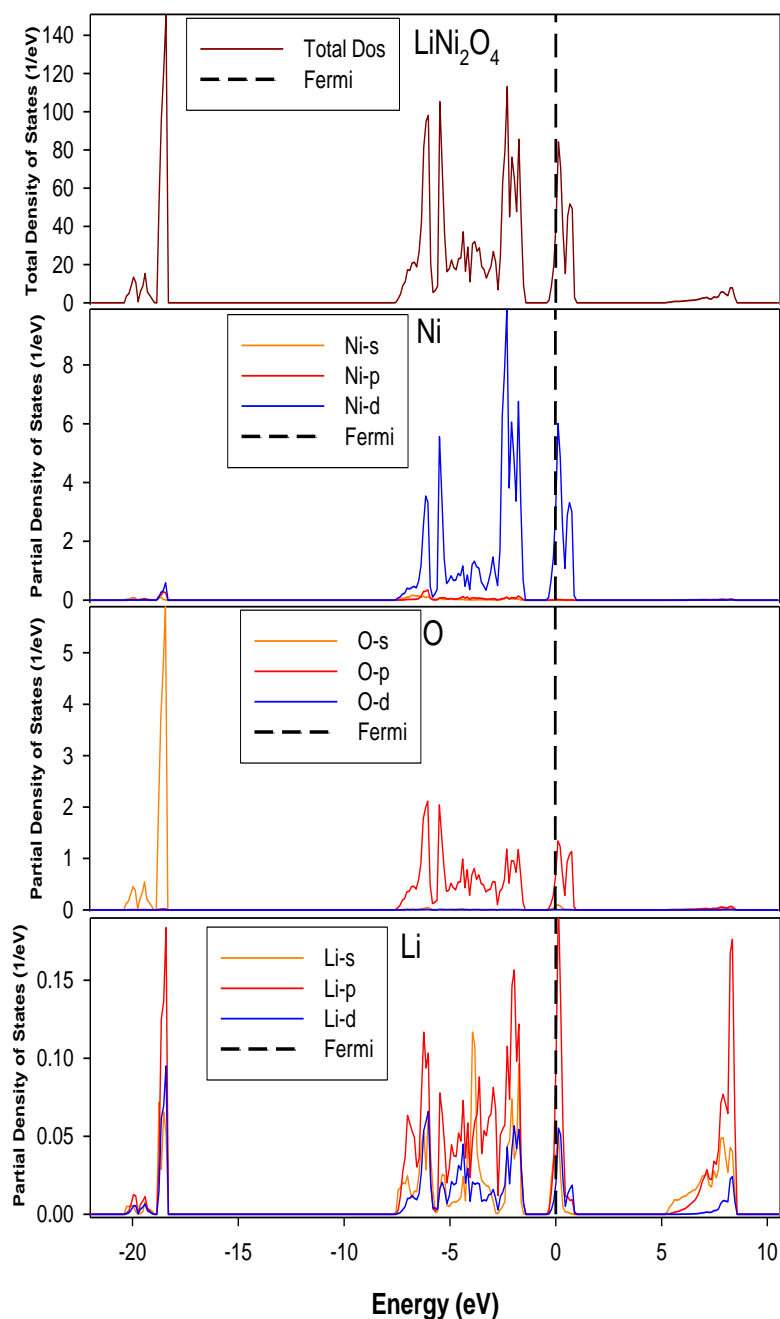 LiNi₂O₄
Total Dos
Fermi
Total Density of States (1/eV)
140
120
100
80
60
40
20
0
Ni
Ni-s
Ni-p
Ni-d
Fermi
Partial Density of States (1/eV)
8
6
4
2
0
O
O-s
O-p
O-d
Fermi
Partial Density of States (1/eV)
5
4
3
2
1
0
Li
Li-s
Li-p
Li-d
Fermi
Partial Density of States (1/eV)
0.15
0.10
0.05
0.00
-20 -15 -10 -5 0 5 10
Energy (eV)